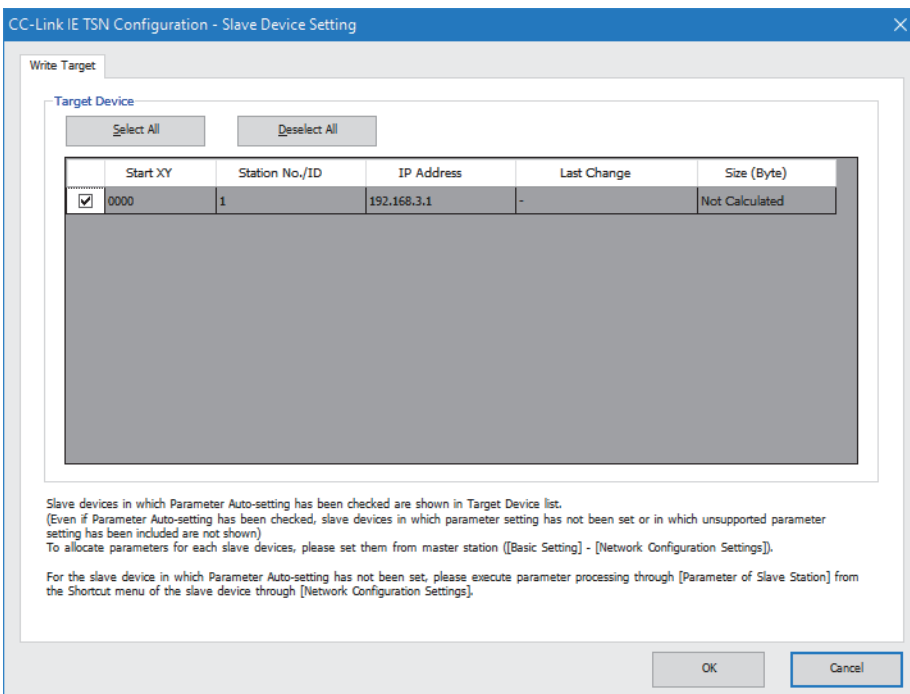 CC-Link IE TSN Configuration - Slave Device Setting
Write Target
Target Device
Select All Deselect All
Start XY Station No./ID IP Address Last Change Size (Byte)
0000 1 192.168.3.1 - Not Calculated
Slave devices in which Parameter Auto-setting has been checked are shown in Target Device list.
(Even if Parameter Auto-setting has been checked, slave devices in which parameter setting has not been set or in which unsupported parameter
setting has been included are not shown)
To allocate parameters for each slave devices, please set them from master station ([Basic Setting] - [Network Configuration Settings]).
For the slave device in which Parameter Auto-setting has not been set, please execute parameter processing through [Parameter of Slave Station] from
the Shortcut menu of the slave device through [Network Configuration Settings].
OK Cancel